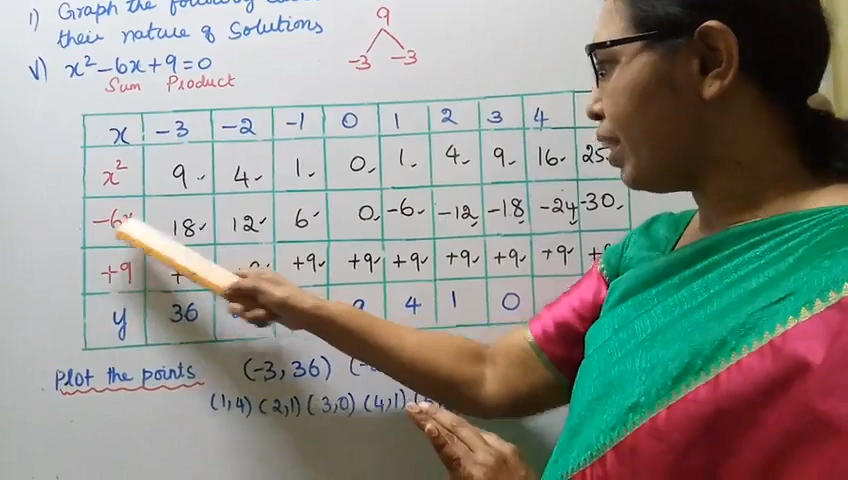 i) Graph the following
their nature of Solutions
9
-3 -3
v) x² - 6x + 9 = 0
Sum Product
x -3 -2 -1 0 1 2 3 4
x² 9 4 1 0 1 4 9 16 25
-6x 18 12 6 0 -6 -12 -18 -24 -30
+9 +9 +9 +9 +9 +9 +9
y 36 4 1 0
Plot the points (-3, 36)
(1,4) (2,1) (3,0) (4,1)